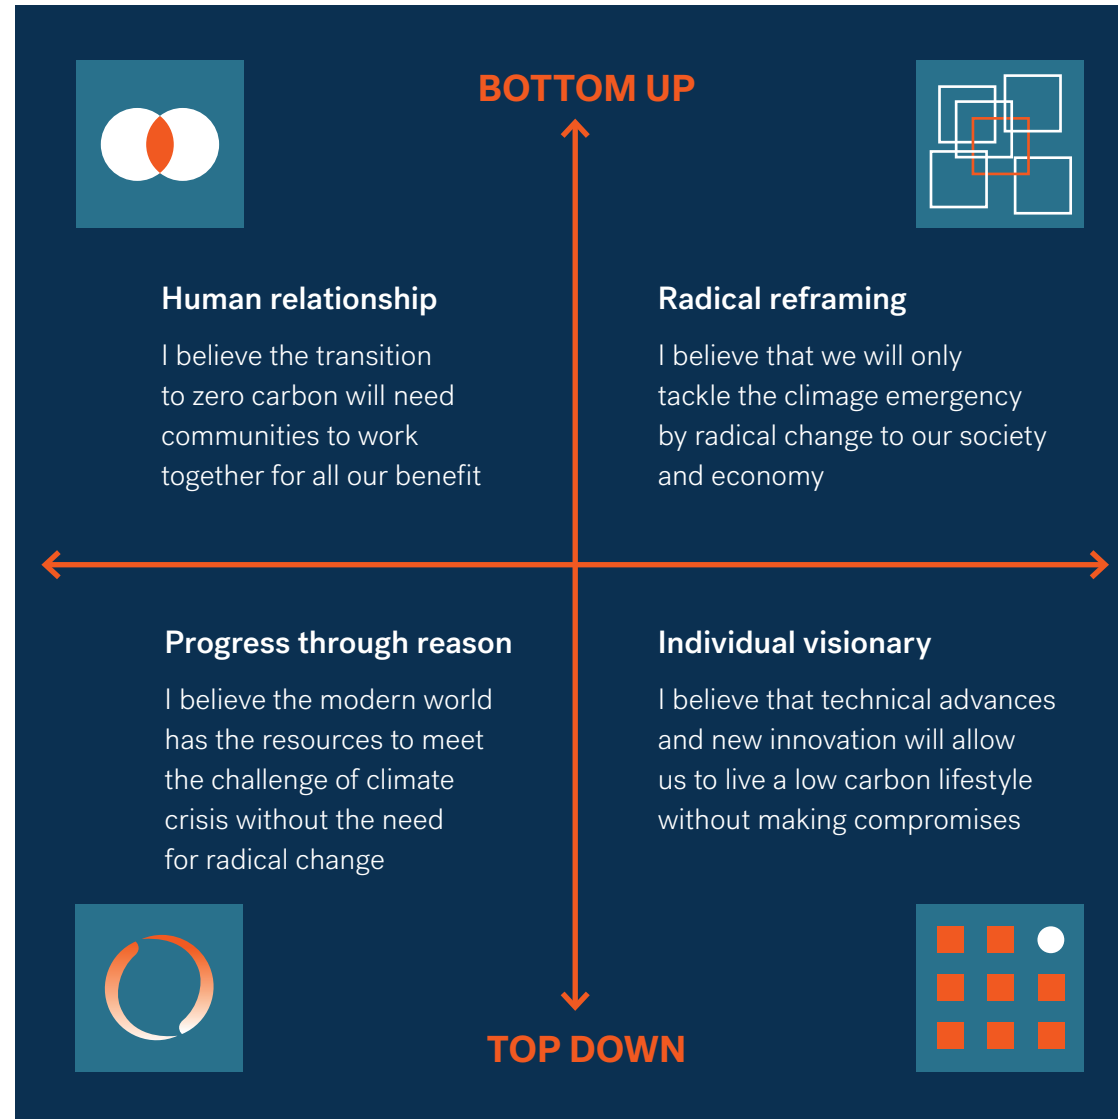 BOTTOM UP
Human relationship
I believe the transition
to zero carbon will need
communities to work
together for all our benefit
Radical reframing
I believe that we will only
tackle the climage emergency
by radical change to our society
and economy
Progress through reason
I believe the modern world
has the resources to meet
the challenge of climate
crisis without the need
for radical change
Individual visionary
I believe that technical advances
and new innovation will allow
us to live a low carbon lifestyle
without making compromises
TOP DOWN